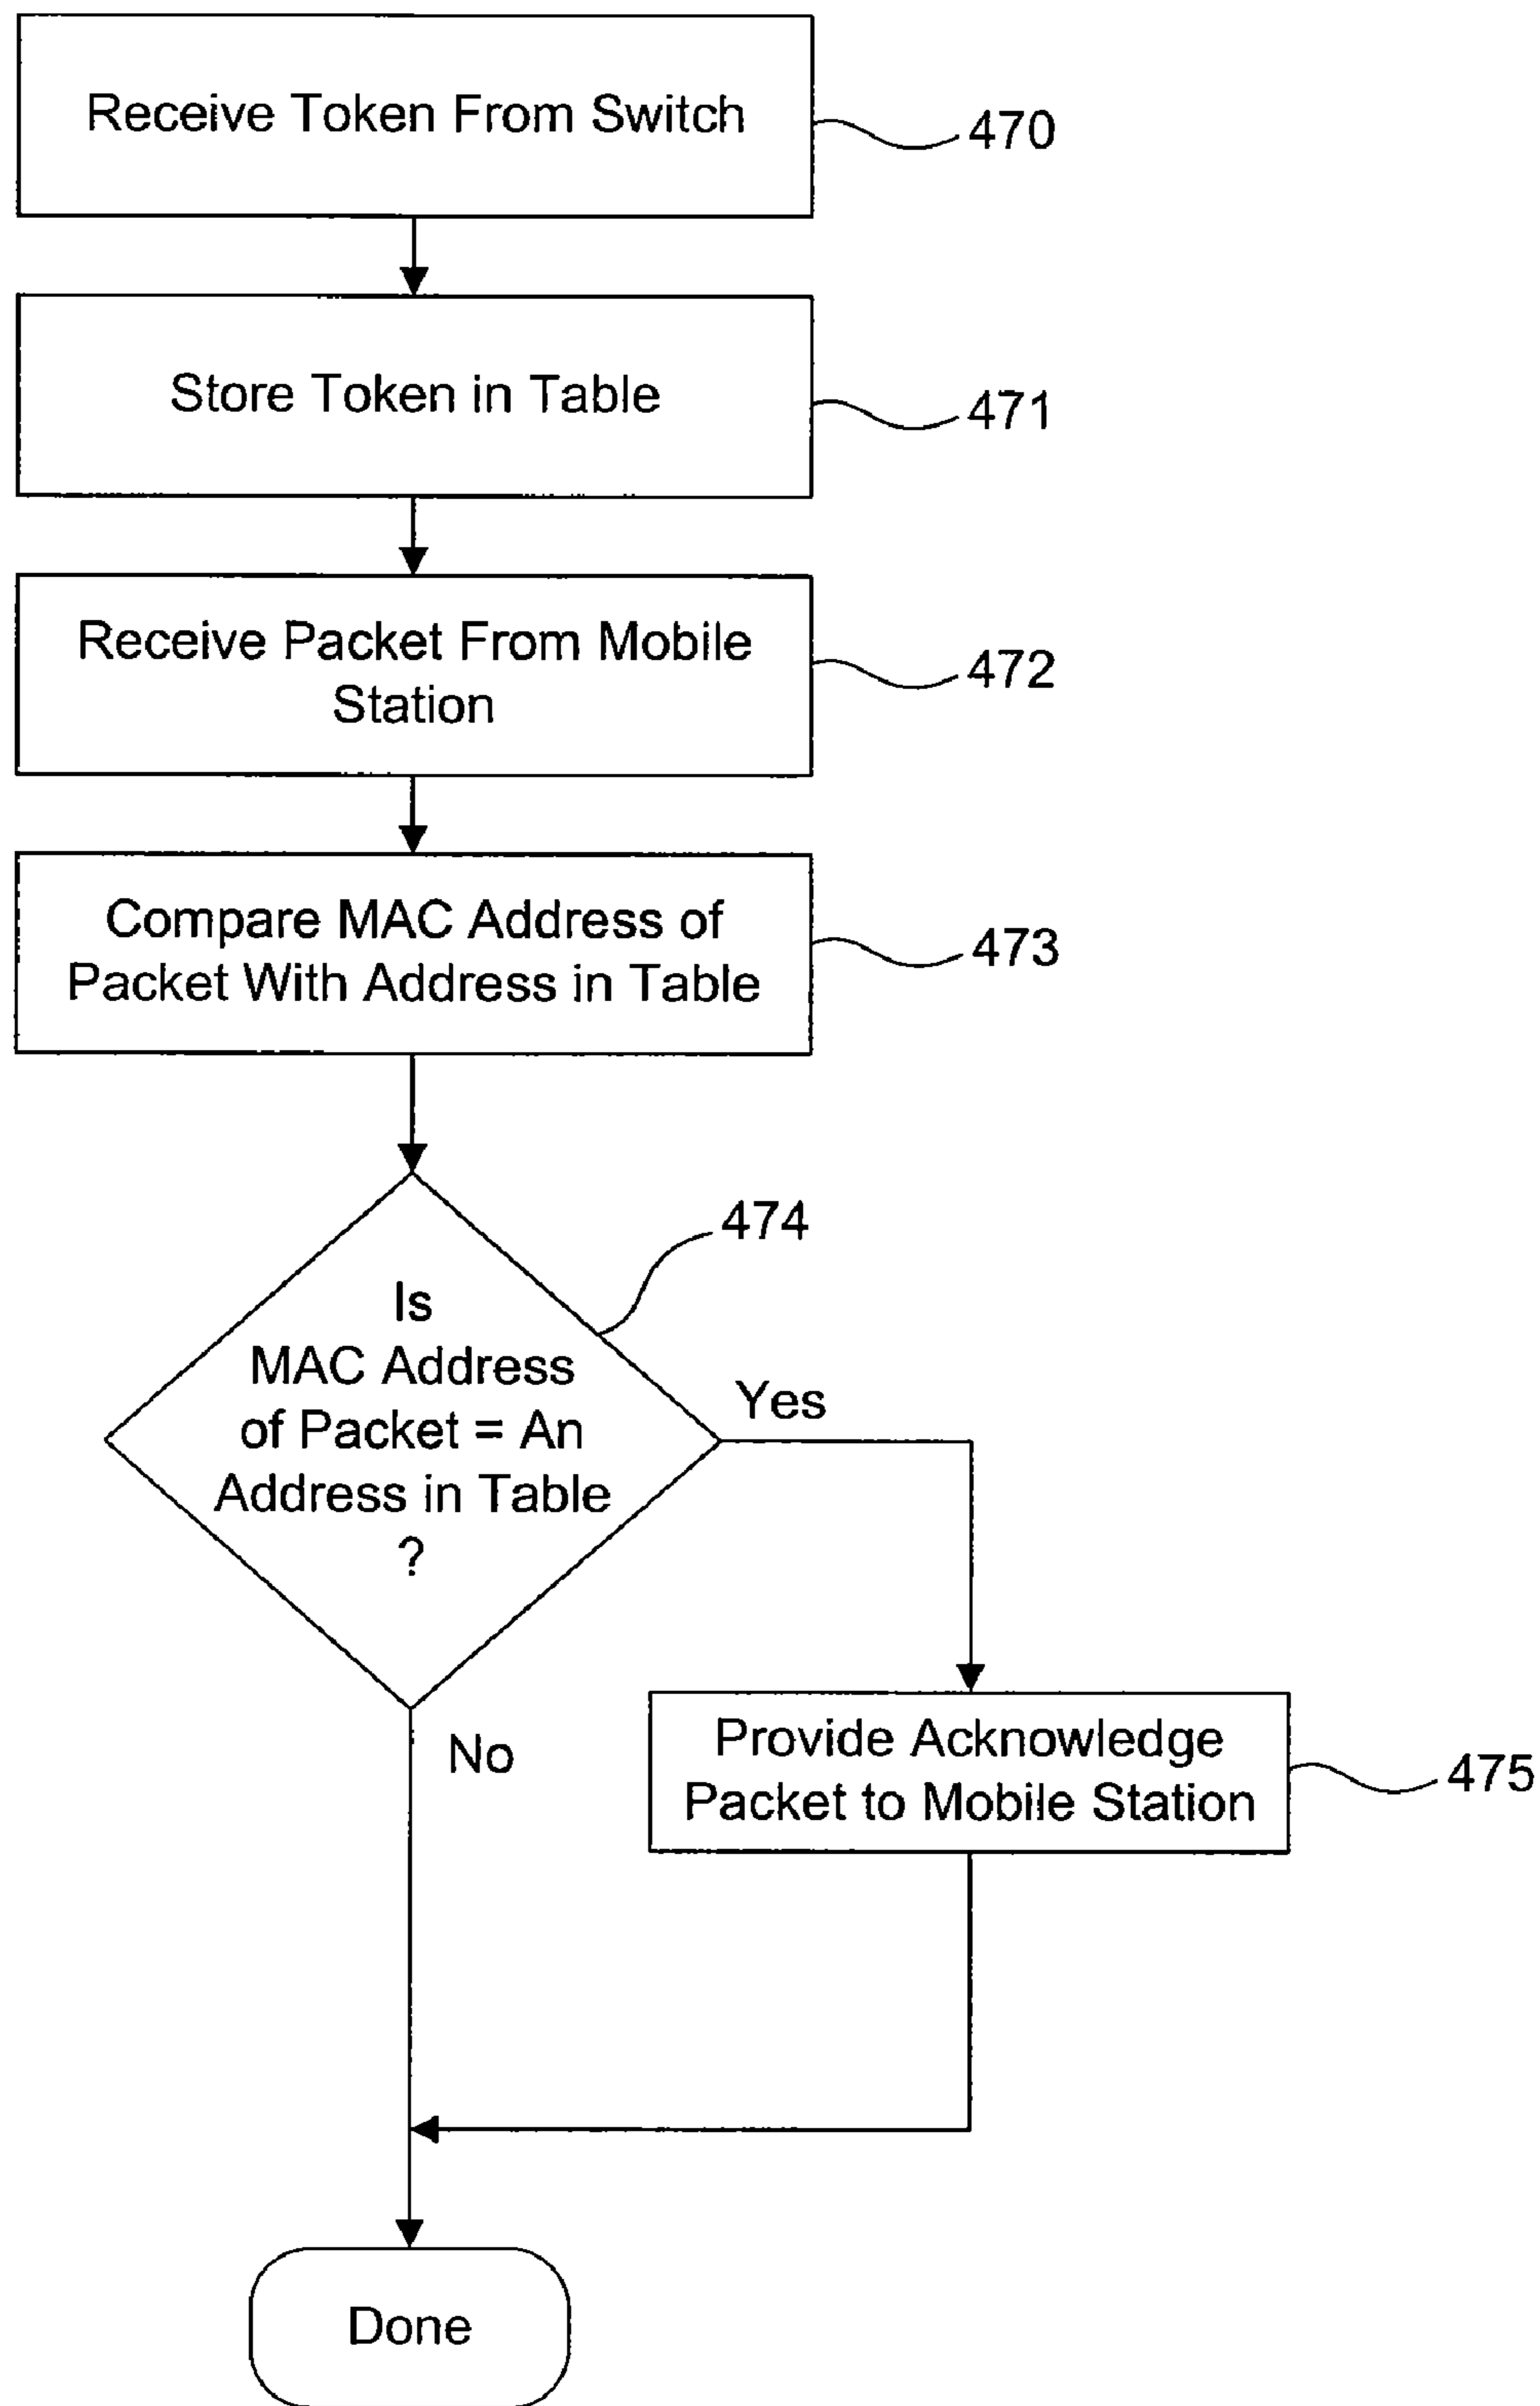 Receive Token From Switch
470
Store Token in Table
471
Receive Packet From Mobile
Station
472
Compare MAC Address of
Packet With Address in Table
473
474
Is
MAC Address
of Packet = An
Address in Table
?
Yes
No
Provide Acknowledge
Packet to Mobile Station
475
Done